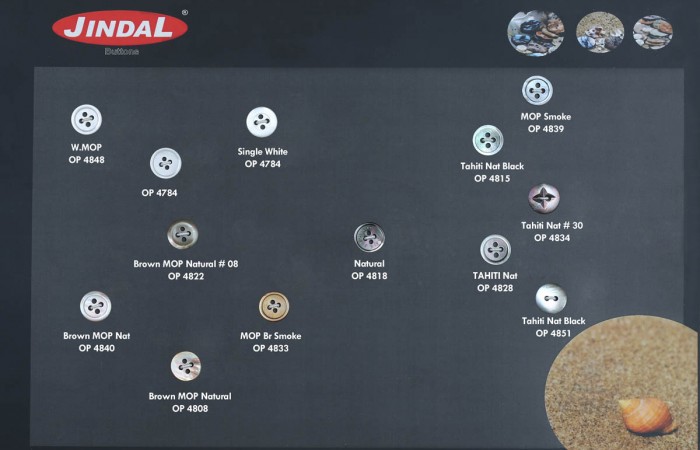 JINDAL®
Buttons
MOP Smoke
OP 4839
W.MOP
OP 4848
Single White
OP 4784
Tahiti Nat Black
OP 4815
OP 4784
Tahiti Nat # 30
OP 4834
Brown MOP Natural # 08
OP 4822
Natural
OP 4818
TAHITI Nat
OP 4828
Tahiti Nat Black
OP 4851
Brown MOP Nat
OP 4840
MOP Br Smoke
OP 4833
Brown MOP Natural
OP 4808